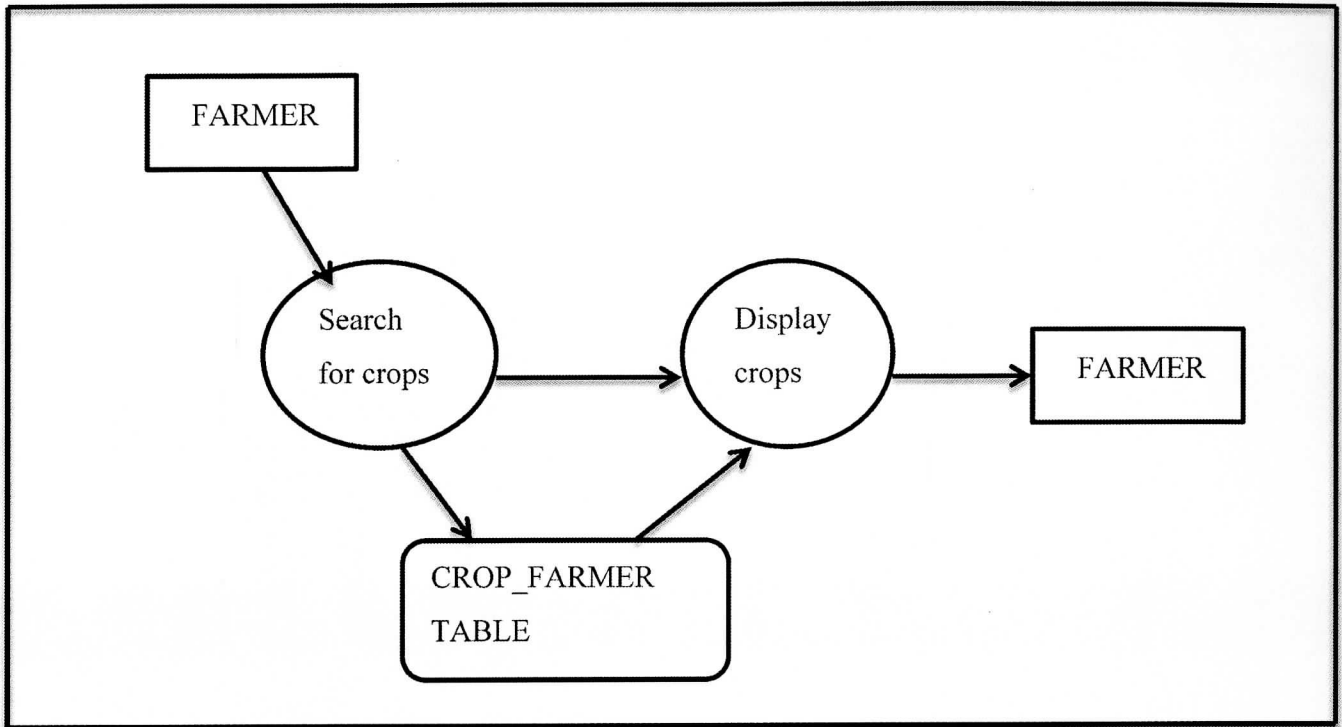 FARMER
Search
for crops
Display
crops
FARMER
CROP_FARMER
TABLE